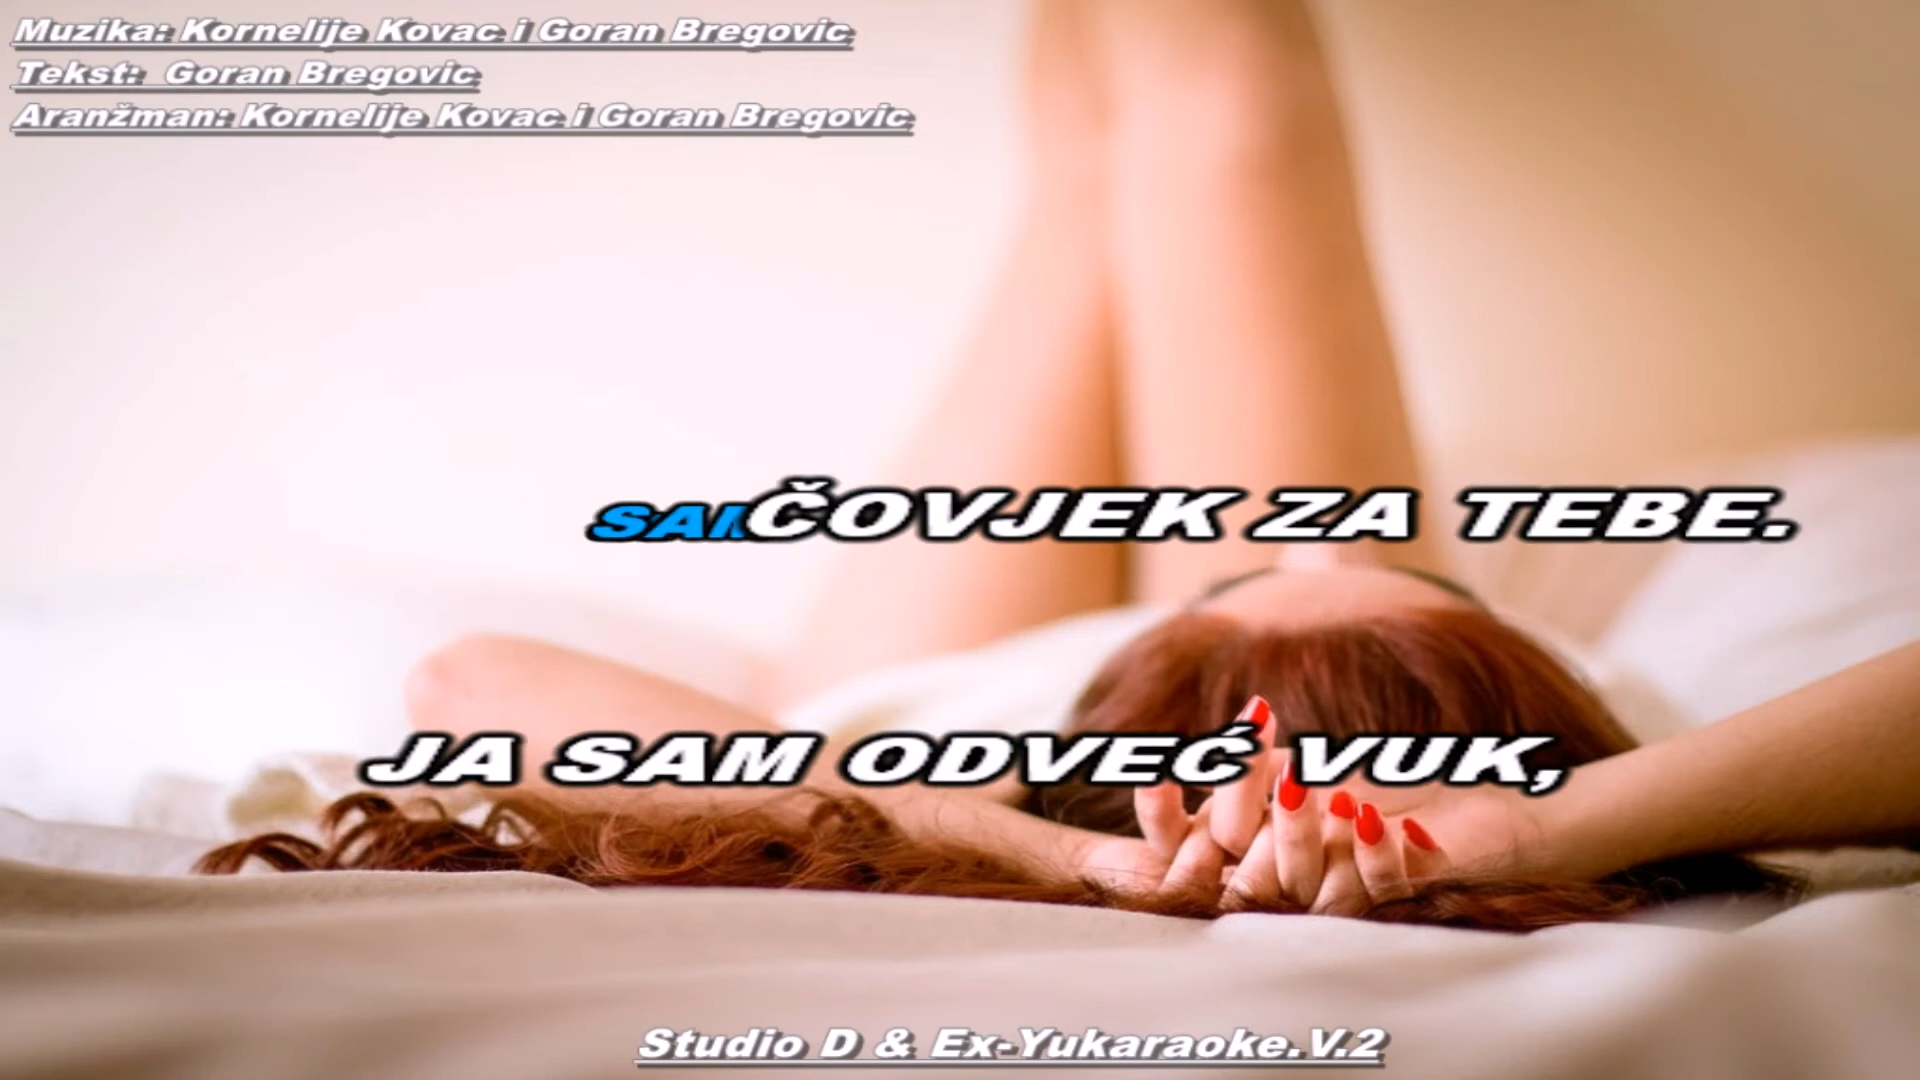 Muzika: Kornelije Kovac i Goran Bregovic
Tekst: Goran Bregovic
Aranžman: Kornelije Kovac i Goran Bregovic
ČOVJEK ZA TEBE.
JA SAM ODVEĆ VUK,
Studio D & Ex-Yukaraoke.V.2